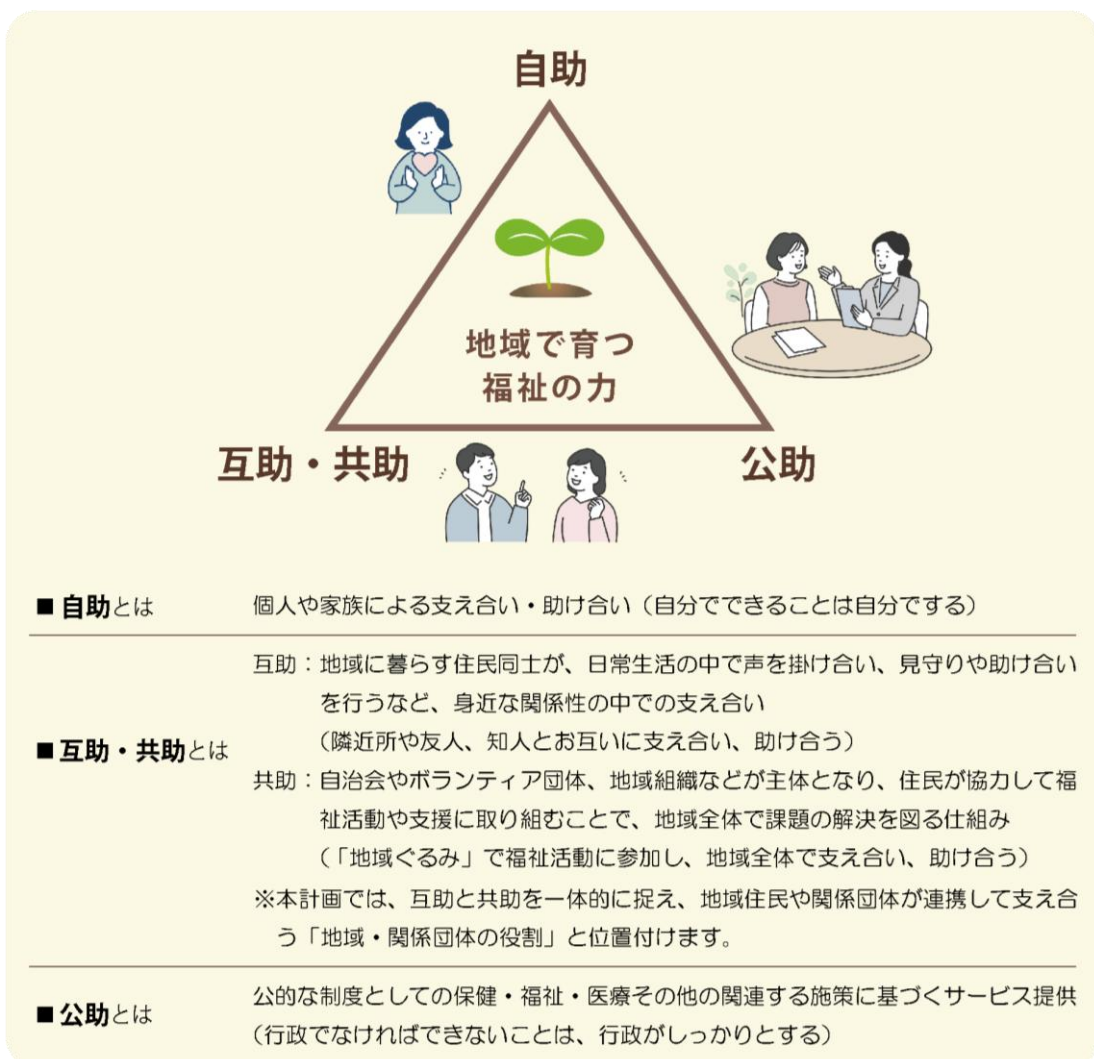 自助
地域で育つ
福祉の力
互助・共助
公助
■自助とは
個人や家族による支え合い・助け合い（自分でできることは自分でする）
■互助・共助とは
互助：地域に暮らす住民同士が、日常生活の中で声を掛け合い、見守りや助け合い
を行うなど、身近な関係性の中での支え合い
（隣近所や友人、知人とお互いに支え合い、助け合う）
共助：自治会やボランティア団体、地域組織などが主体となり、住民が協力して福
祉活動や支援に取り組むことで、地域全体で課題の解決を図る仕組み
（「地域ぐるみ」で福祉活動に参加し、地域全体で支え合い、助け合う）
※本計画では、互助と共助を一体的に捉え、地域住民や関係団体が連携して支え合
う「地域・関係団体の役割」と位置付けます。
■公助とは
公的な制度としての保健・福祉・医療その他の関連する施策に基づくサービス提供
（行政でなければできないことは、行政がしっかりとする）